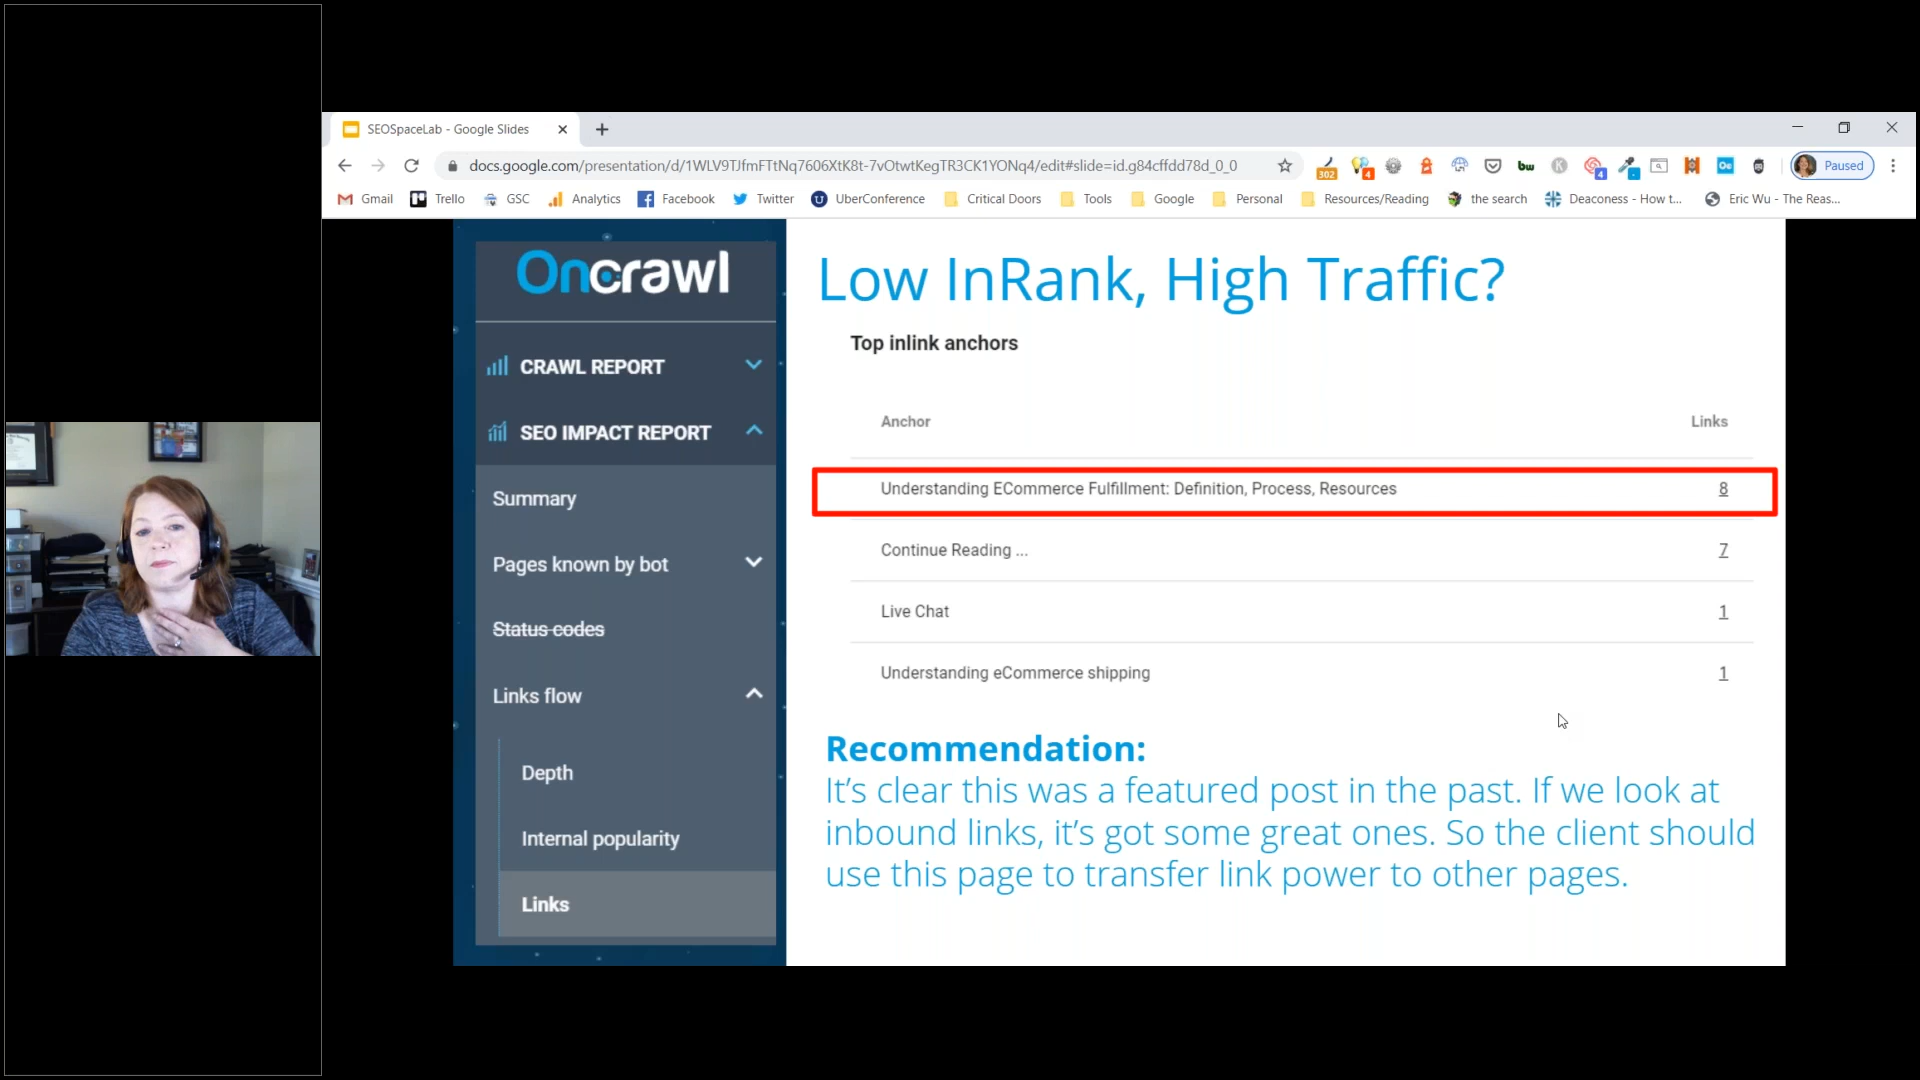 SEOSpaceLab - Google Slides
docs.google.com/presentation/d/1WLV9TJfmFTtNq7606XtK8t-7vOtwtKegTR3CK1YONq4/edit#slide=id.g84cffdd78d_0_0
302
4
bw
K
4
Oc
Paused
Gmail
Trello
GSC
Analytics
Facebook
Twitter
UberConference
Critical Doors
Tools
Google
Personal
Resources/Reading
the search
Deaconess - How t...
Eric Wu - The Reas...
Oncrawl
CRAWL REPORT
SEO IMPACT REPORT
Summary
Pages known by bot
Status codes
Links flow
Depth
Internal popularity
Links
Low InRank, High Traffic?
Top inlink anchors
Anchor Links
Understanding ECommerce Fulfillment: Definition, Process, Resources 8
Continue Reading ... 7
Live Chat 1
Understanding eCommerce shipping 1
Recommendation:
It's clear this was a featured post in the past. If we look at
inbound links, it's got some great ones. So the client should
use this page to transfer link power to other pages.